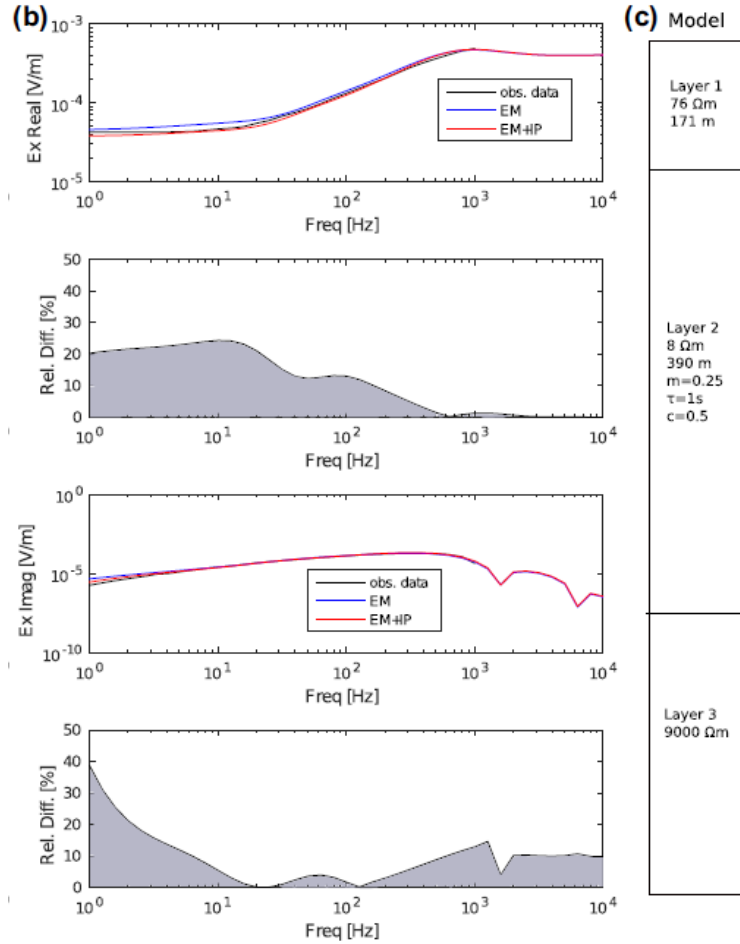 (b)
(c) Model
10^-3
10^-4
10^-5
Ex Real [V/m]
obs. data
EM
EM+IP
10^0 10^1 10^2 10^3 10^4
Freq [Hz]
50
40
30
20
10
0
Rel. Diff. [%]
10^0 10^1 10^2 10^3 10^4
Freq [Hz]
10^0
10^-5
10^-10
Ex Imag [V/m]
obs. data
EM
EM+IP
10^0 10^1 10^2 10^3 10^4
Freq [Hz]
50
40
30
20
10
0
Rel. Diff. [%]
10^0 10^1 10^2 10^3 10^4
Freq [Hz]
Layer 1
76 Ωm
171 m
Layer 2
8 Ωm
390 m
m=0.25
τ=1s
c=0.5
Layer 3
9000 Ωm